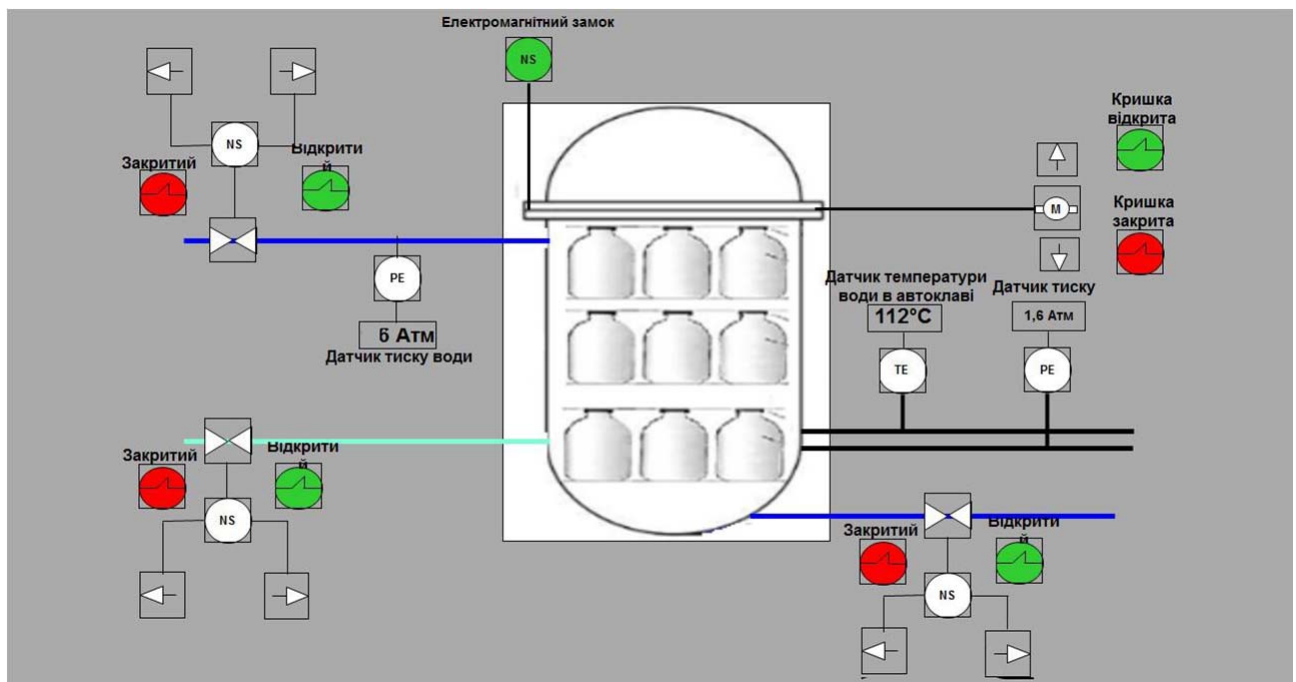 Електромагнітний замок
NS
Кришка
відкрита
NS
Закритий
Відкрити
й
M
Кришка
закрита
PE
6 Атм
Датчик тиску води
Датчик температури
води в автоклаві
112°C
Датчик тиску
1,6 Атм
TE
PE
Закритий
Відкрити
й
NS
Закритий
Відкрити
й
NS